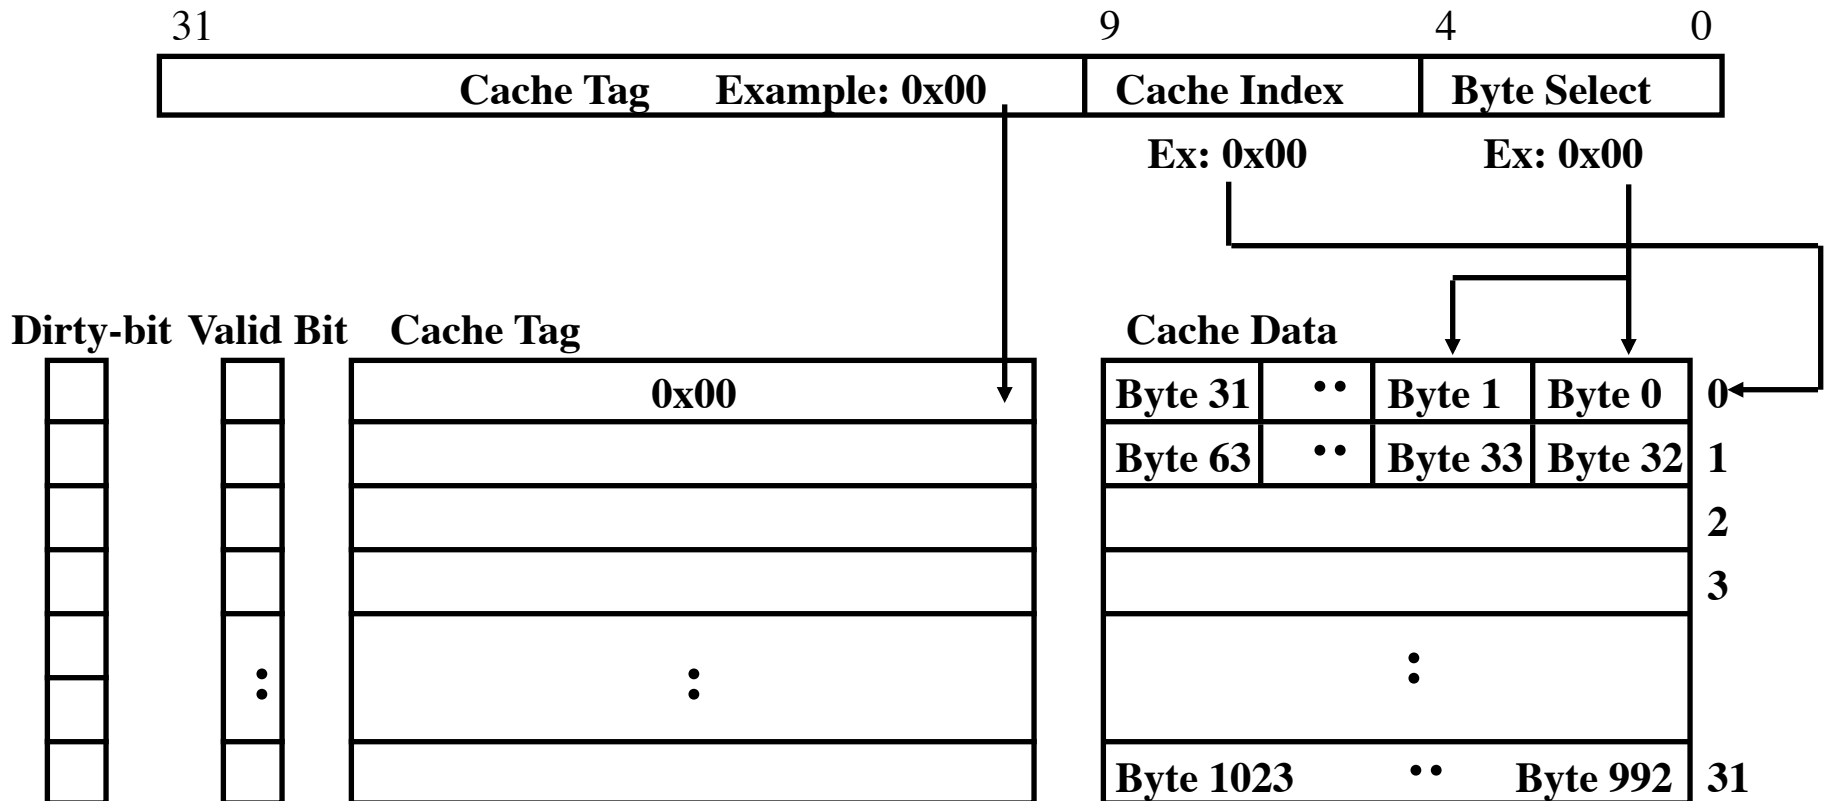 31 9 4 0
Cache Tag Example: 0x00 Cache Index Byte Select
Ex: 0x00 Ex: 0x00
Dirty-bit Valid Bit Cache Tag Cache Data
0x00 Byte 31 •• Byte 1 Byte 0 0
Byte 63 •• Byte 33 Byte 32 1
2
3
: : :
Byte 1023 •• Byte 992 31